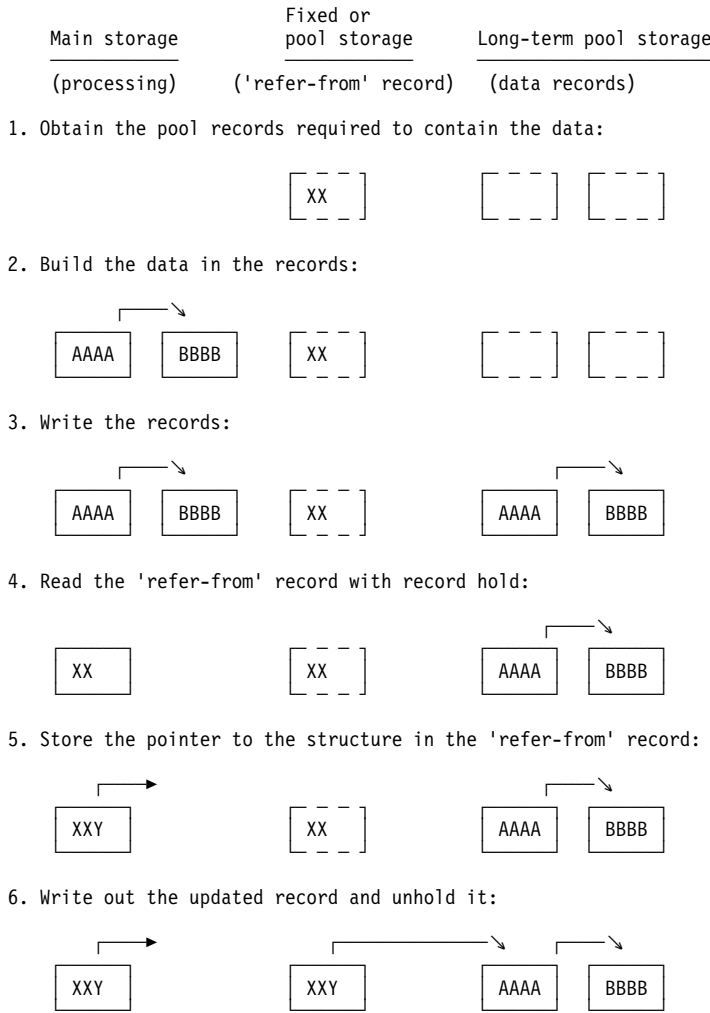 Fixed or
Main storage pool storage Long-term pool storage
(processing) ('refer-from' record) (data records)
1. Obtain the pool records required to contain the data:
XX
2. Build the data in the records:
AAAA BBBB XX
3. Write the records:
AAAA BBBB XX AAAA BBBB
4. Read the 'refer-from' record with record hold:
XX XX AAAA BBBB
5. Store the pointer to the structure in the 'refer-from' record:
XXY XX AAAA BBBB
6. Write out the updated record and unhold it:
XXY XXY AAAA BBBB